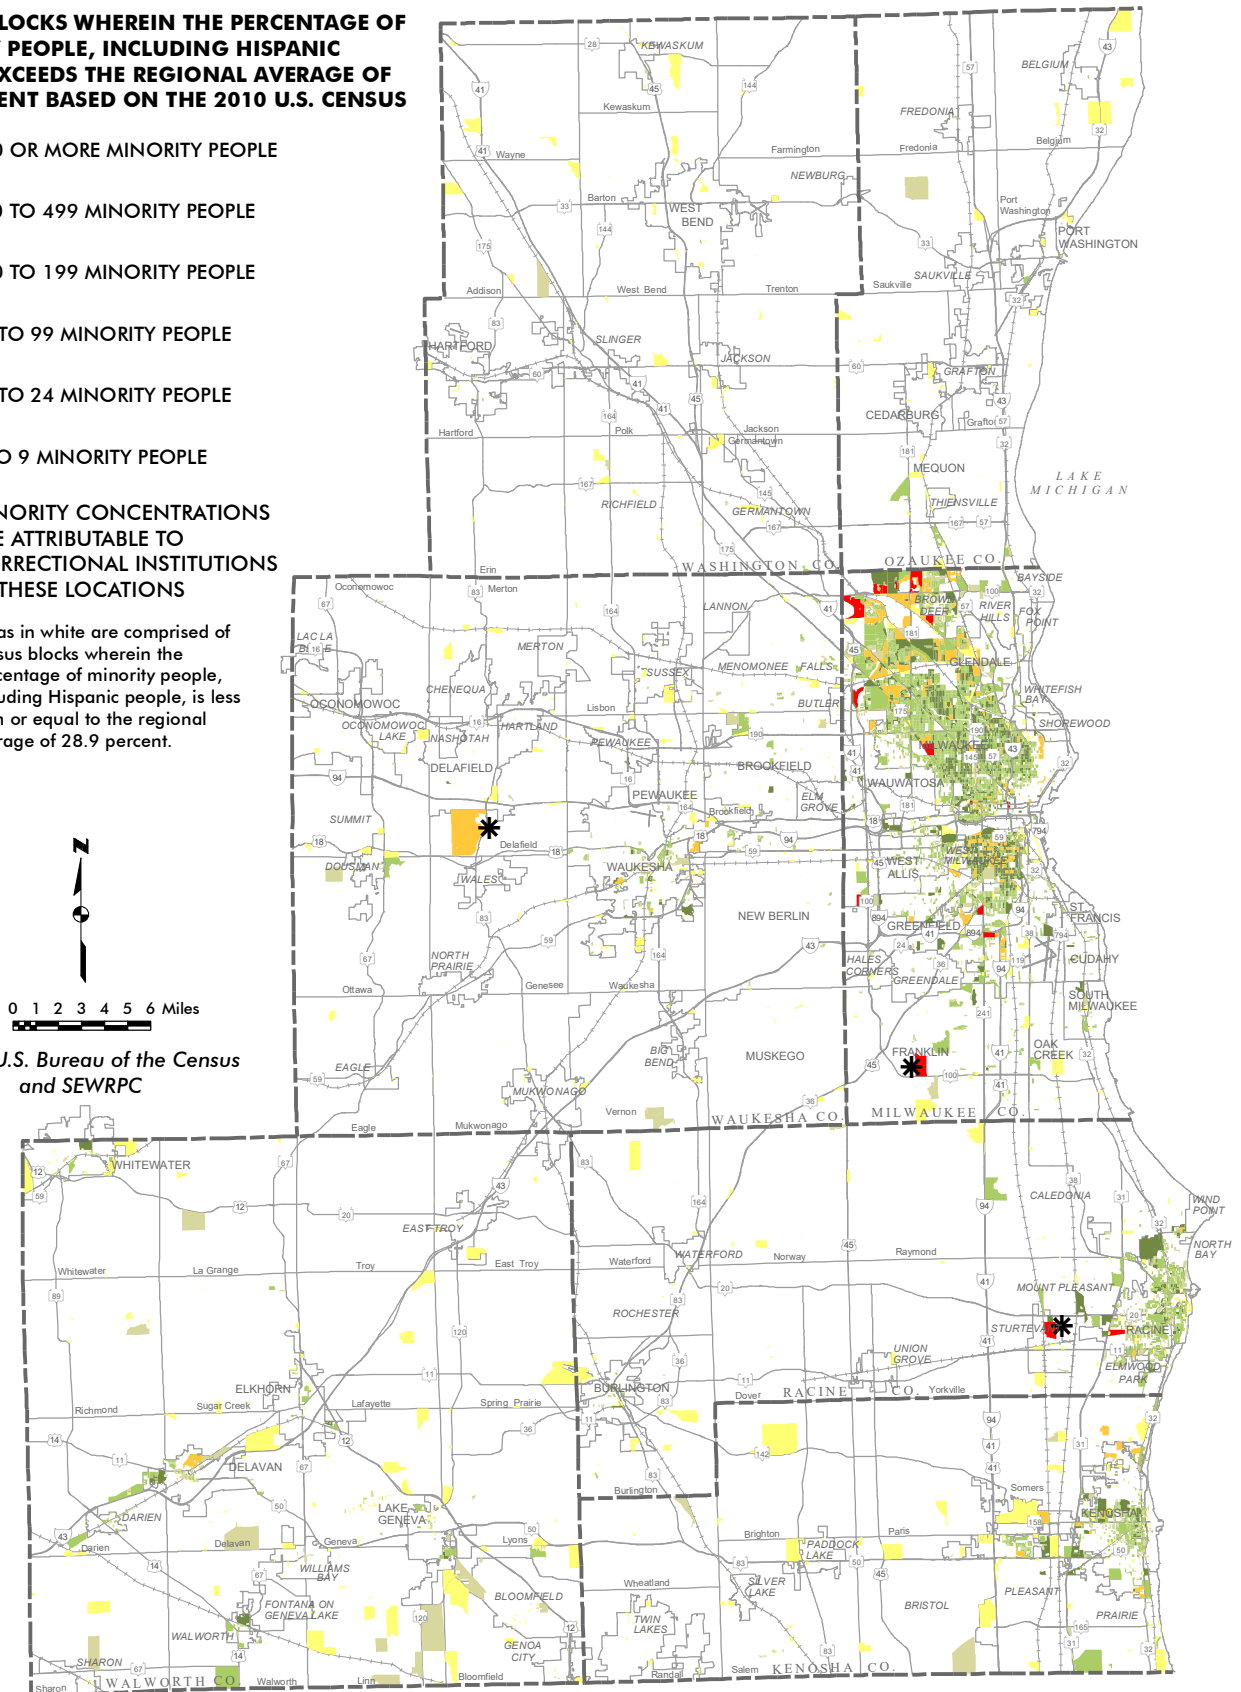 LOCKS WHEREIN THE PERCENTAGE OF
PEOPLE, INCLUDING HISPANIC
XCEEDS THE REGIONAL AVERAGE OF
ENT BASED ON THE 2010 U.S. CENSUS
0 OR MORE MINORITY PEOPLE
0 TO 499 MINORITY PEOPLE
0 TO 199 MINORITY PEOPLE
TO 99 MINORITY PEOPLE
TO 24 MINORITY PEOPLE
O 9 MINORITY PEOPLE
NORITY CONCENTRATIONS
E ATTRIBUTABLE TO
RRECTIONAL INSTITUTIONS
THESE LOCATIONS
as in white are comprised of
sus blocks wherein the
centage of minority people,
uding Hispanic people, is less
n or equal to the regional
rage of 28.9 percent.
N
0 1 2 3 4 5 6 Miles
U.S. Bureau of the Census
and SEWRPC
KEWASKUM
Kewaskum
Wayne
Barton
WEST
BEND
Farmington
NEWBURG
Addison
West Bend
Trenton
HARTFORD
SLINGER
JACKSON
Hartford
Polk
Jackson
Germantown
RICHFIELD
GERMANTOWN
Erin
WASHINGTON CO.
BELGIUM
FREDONIA
Fredonia
Belgium
Port
Washington
PORT
WASHINGTON
SAUKVILLE
Saukville
GRAFTON
CEDARBURG
MEQUON
THIENSVILLE
OZAUKEE CO.
LAKE
MICHIGAN
Oconomowoc
Merton
LANNON
MERTON
SUSSEX
MENOMONEE FALLS
CHENEQUA
OCONOMOWOC
OCONOMOWOC
LAKE
NASHOTAH
HARTLAND
Lisbon
BUTLER
PEWAUKEE
DELAFIELD
BROOKFIELD
PEWAUKEE
ELM
GROVE
Brookfield
SUMMIT
Delafield
DOUSMAN
WALES
WAUKESHA
NEW BERLIN
NORTH
PRAIRIE
Ottawa
Genesee
Waukesha
BIG
BEND
MUSKEGO
EAGLE
MUKWONAGO
Vernon
Eagle
Mukwonago
WAUKESHA CO.
BAYSIDE
BROWN
DEER
RIVER
HILLS
FOX
POINT
GLENDALE
WHITEFISH
BAY
SHOREWOOD
MILWAUKEE
WAUWATOSA
WEST
MILWAUKEE
WEST
ALLIS
ST.
FRANCIS
GREENFIELD
HALES
CORNERS
GREENDALE
CUDAHY
SOUTH
MILWAUKEE
FRANKLIN
OAK
CREEK
MILWAUKEE CO.
WHITEWATER
EAST TROY
Whitewater
La Grange
Troy
East Troy
ELKHORN
Richmond
Sugar Creek
Lafayette
Spring Prairie
DELAVAN
DARIEN
LAKE
GENEVA
Darien
Delavan
Geneva
Lyons
WILLIAMS
BAY
FONTANA ON
GENEVA LAKE
BLOOMFIELD
WALWORTH
GENOA
CITY
SHARON
Sharon
WALWORTH CO.
Walworth
Linn
Bloomfield
CALEDONIA
WIND
POINT
NORTH
BAY
WATERFORD
Waterford
Norway
Raymond
ROCHESTER
MOUNT PLEASANT
RACINE
UNION
GROVE
ELMWOOD
PARK
BURLINGTON
Dover
RACINE CO.
Yorkville
Burlington
Somers
KENOSHA
Brighton
Paris
PADDOCK
LAKE
Wheatland
SILVER
LAKE
PLEASANT
PRAIRIE
BRISTOL
TWIN
LAKES
Randall
Salem
KENOSHA CO.